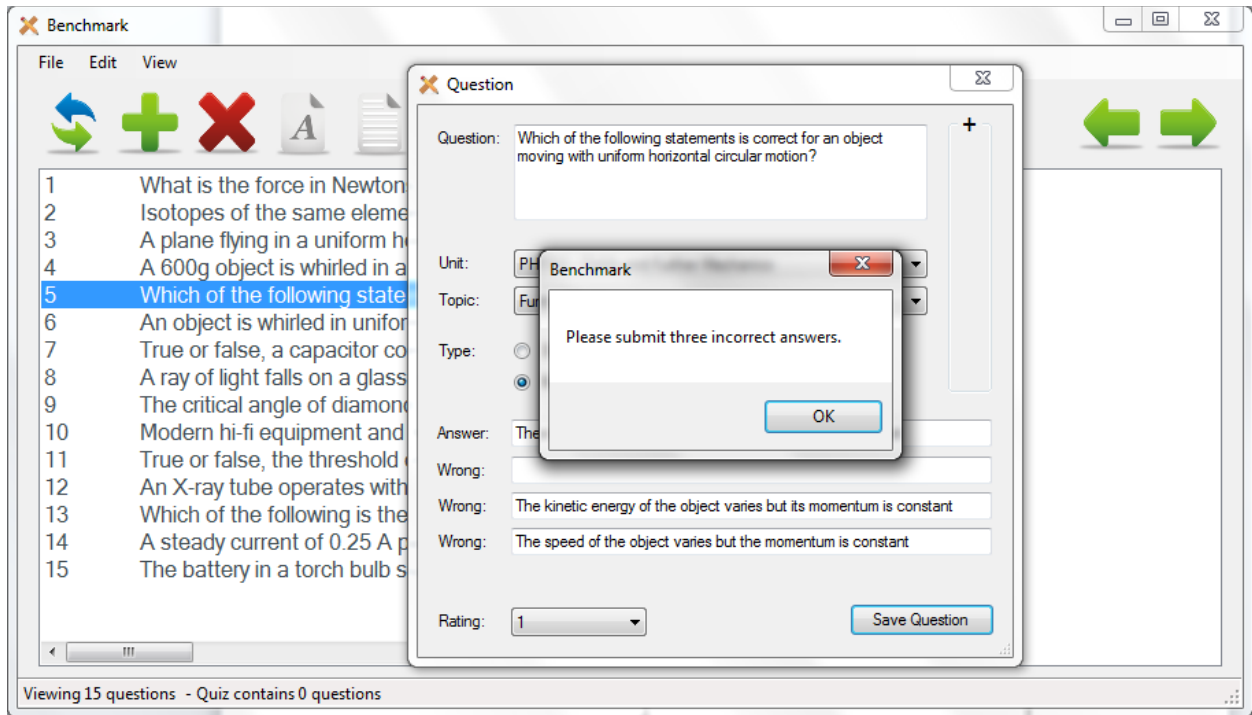 Benchmark
File Edit View
A
1 What is the force in Newton
2 Isotopes of the same eleme
3 A plane flying in a uniform h
4 A 600g object is whirled in a
5 Which of the following state
6 An object is whirled in unifor
7 True or false, a capacitor co
8 A ray of light falls on a glass
9 The critical angle of diamond
10 Modern hi-fi equipment and
11 True or false, the threshold
12 An X-ray tube operates with
13 Which of the following is the
14 A steady current of 0.25 A p
15 The battery in a torch bulb s
Viewing 15 questions - Quiz contains 0 questions
Question
Question: Which of the following statements is correct for an object
moving with uniform horizontal circular motion?
+
Unit: PH
Topic: Fur
Type:
Answer: The
Wrong:
Wrong: The kinetic energy of the object varies but its momentum is constant
Wrong: The speed of the object varies but the momentum is constant
Rating: 1
Save Question
Benchmark
Please submit three incorrect answers.
OK